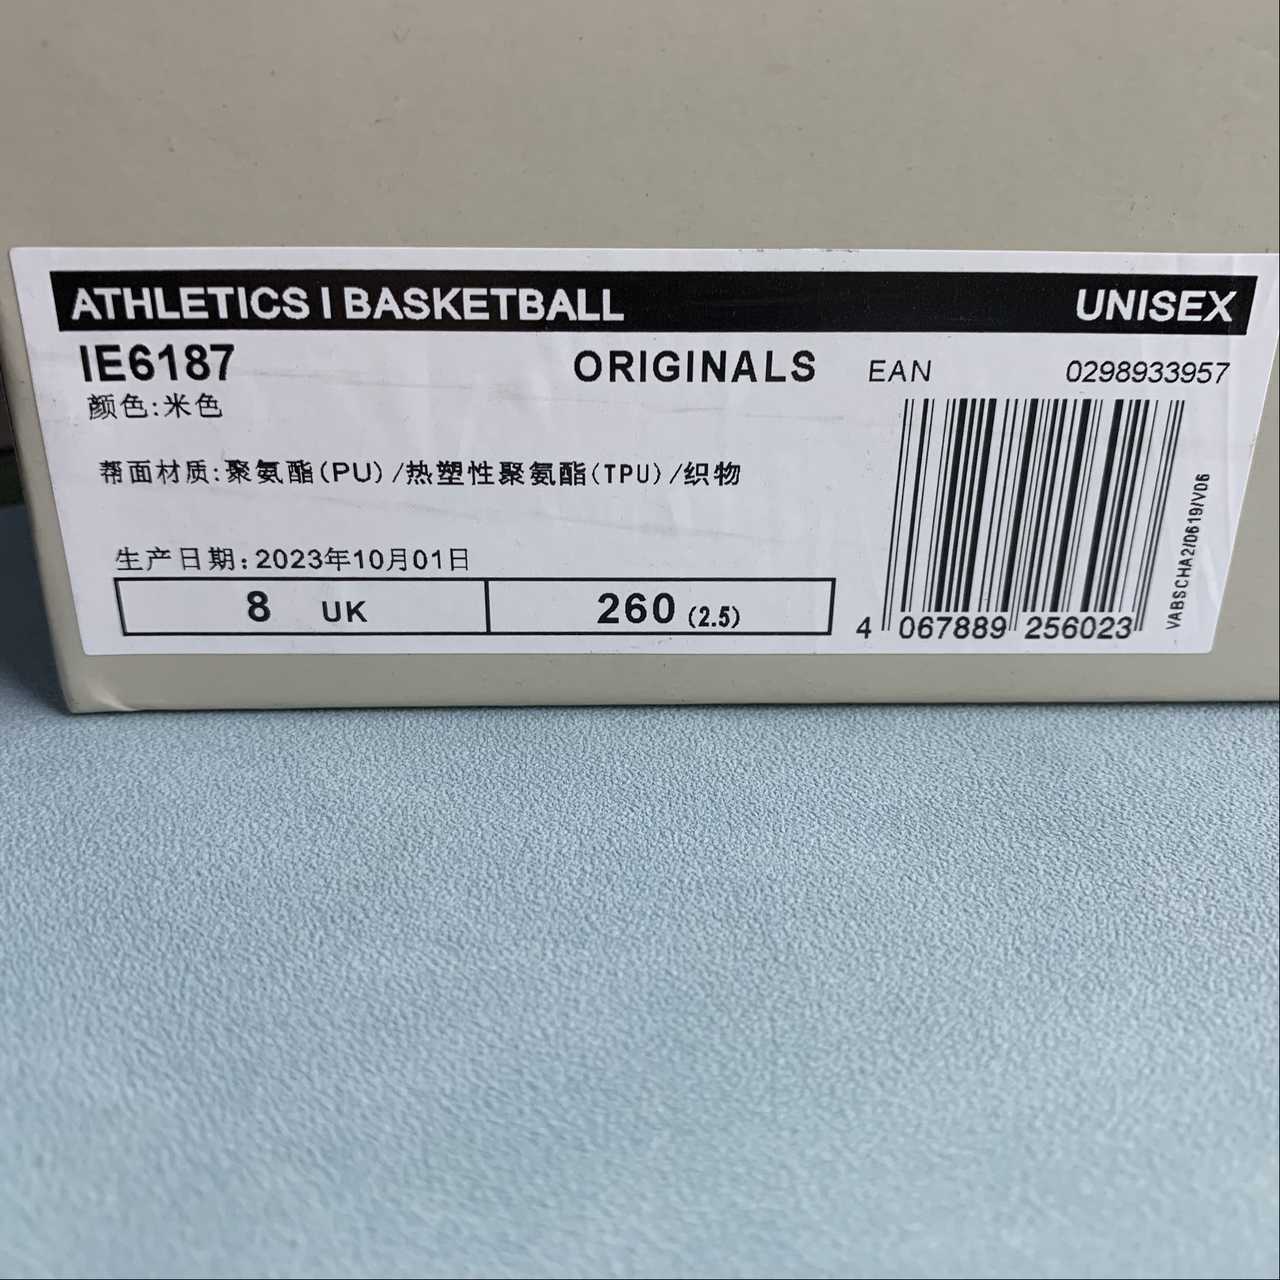 ATHLETICS I BASKETBALL UNISEX
IE6187 ORIGINALS EAN 0298933957
颜色:米色
帮面材质:聚氨酯(PU)/热塑性聚氨酯(TPU)/织物
生产日期:2023年10月01日
8 UK 260 (2.5)
4 067889 256023
VABSCHA2/0619/V06